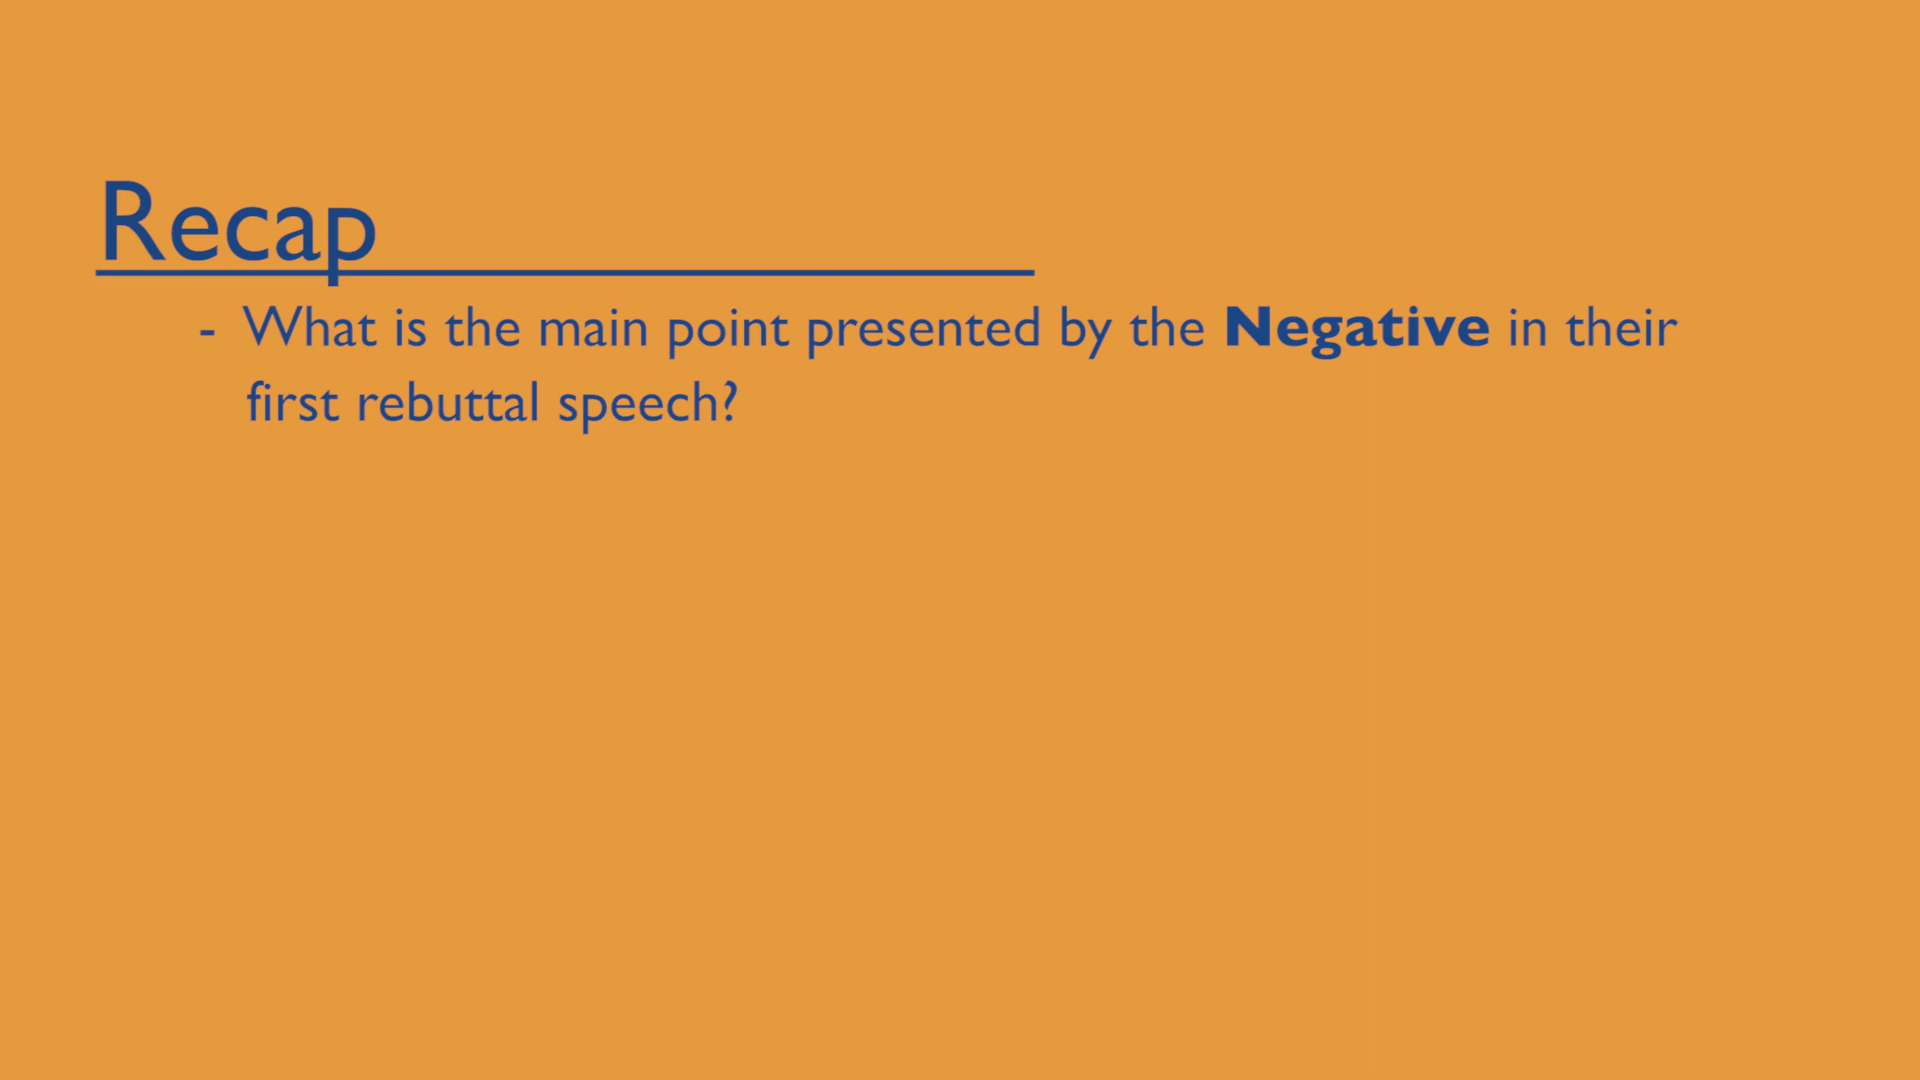 Recap
- What is the main point presented by the Negative in their
first rebuttal speech?